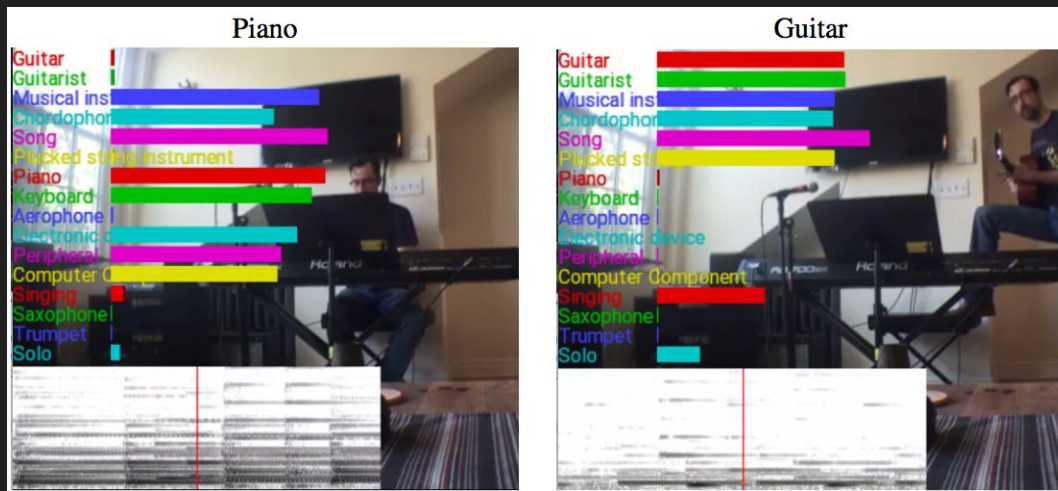 Piano
Guitar
Guitarist
Musical ins
Chordophon
Song
Plucked string instrument
Piano
Keyboard
Aerophone
Electronic d
Peripheral
Computer C
Singing
Saxophone
Trumpet
Solo
Roland
Guitar
Guitar
Guitarist
Musical ins
Chordophon
Song
Plucked str
Piano
Keyboard
Aerophone
Electronic device
Peripheral
Computer Component
Singing
Saxophone
Trumpet
Solo
Roland